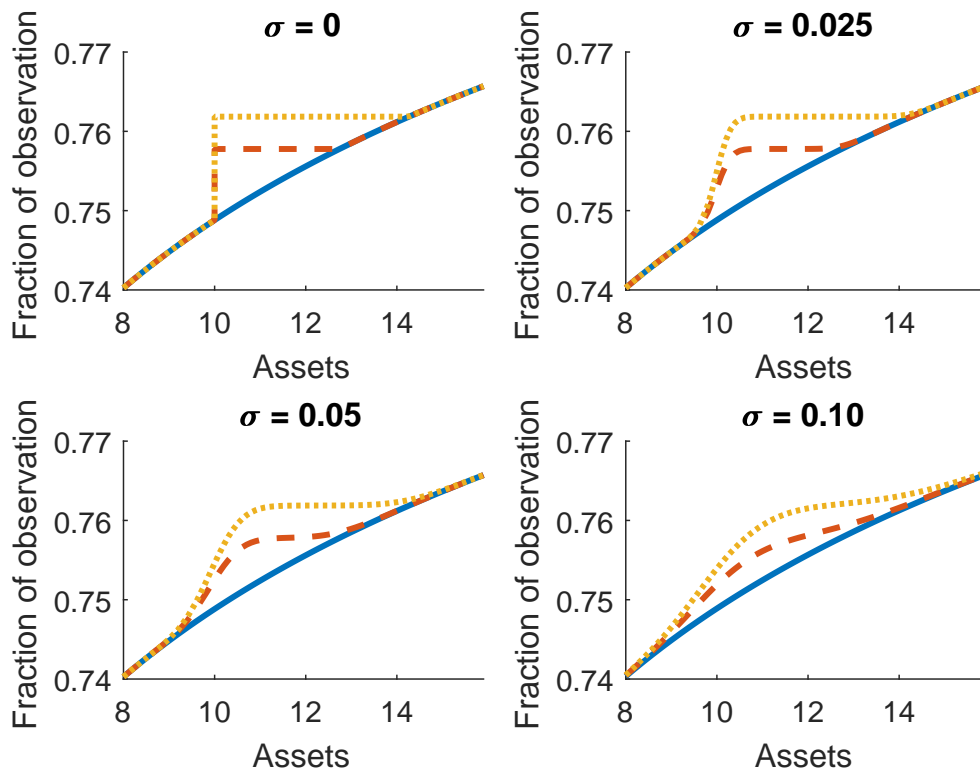 σ = 0
0.77
0.76
0.75
0.74
Fraction of observation
8 10 12 14
Assets
σ = 0.025
0.77
0.76
0.75
0.74
Fraction of observation
8 10 12 14
Assets
σ = 0.05
0.77
0.76
0.75
0.74
Fraction of observation
8 10 12 14
Assets
σ = 0.10
0.77
0.76
0.75
0.74
Fraction of observation
8 10 12 14
Assets